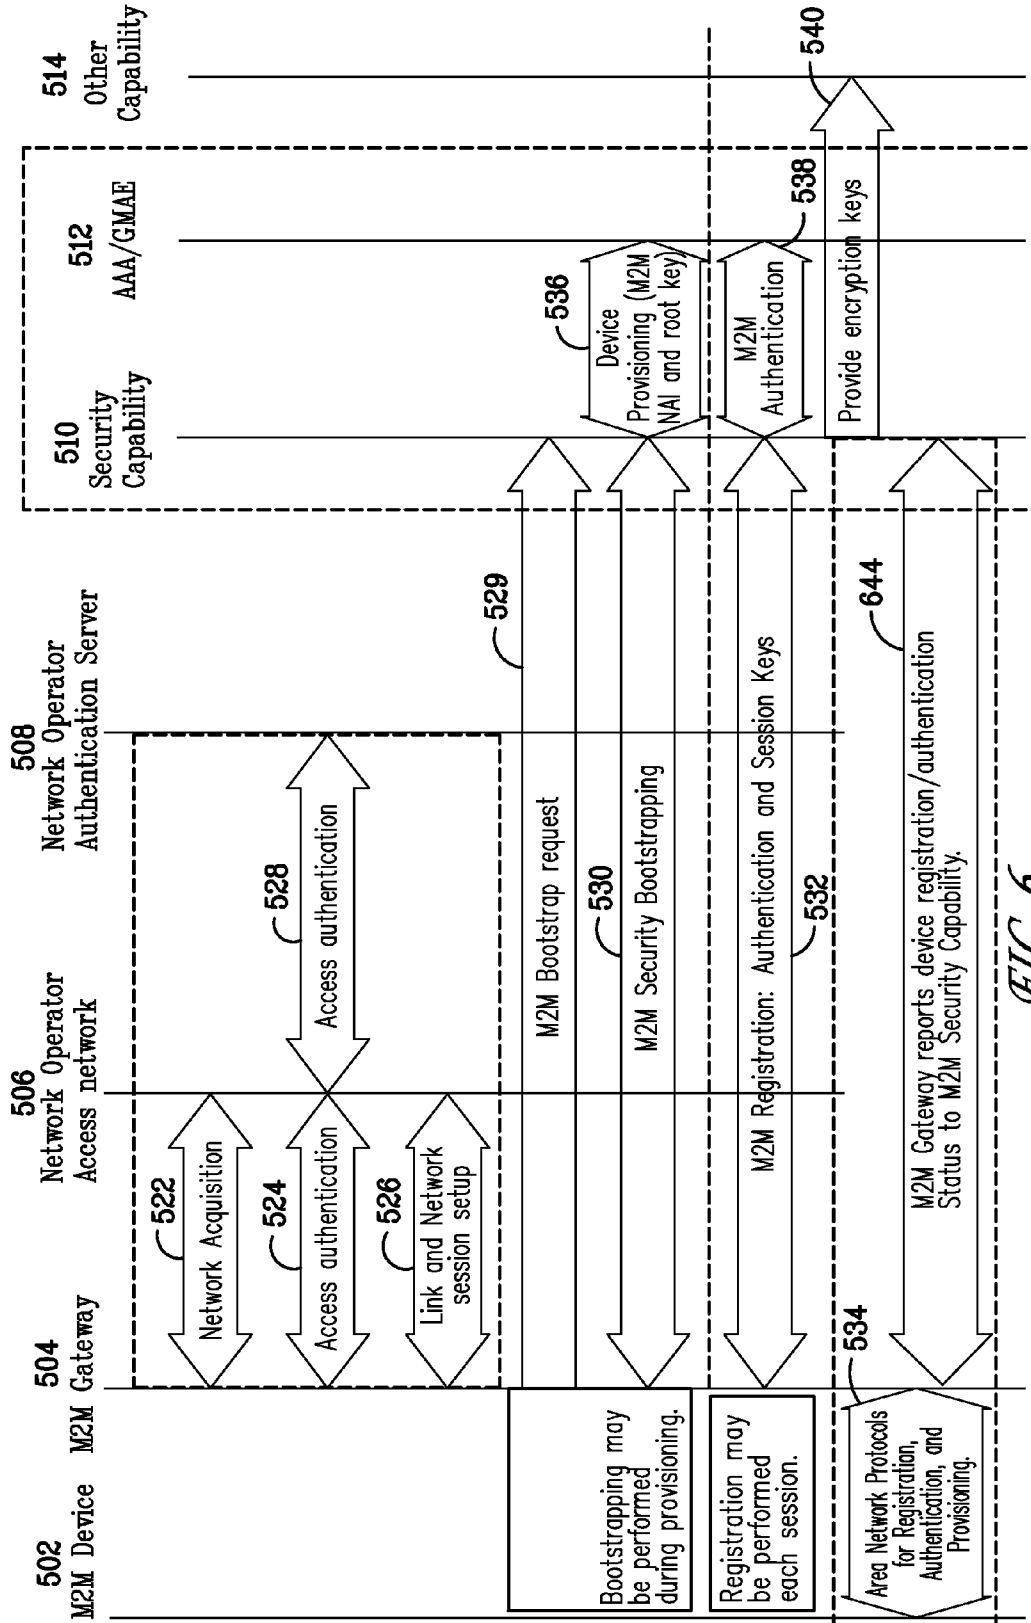 502
M2M Device
504
M2M Gateway
506
Network Operator
Access network
508
Network Operator
Authentication Server
510
Security
Capability
512
AAA/GMAE
514
Other
Capability
522
Network Acquisition
524
Access authentication
528
Access authentication
526
Link and Network
session setup
529
M2M Bootstrap request
Bootstrapping may
be performed
during provisioning.
530
M2M Security Bootstrapping
536
Device
Provisioning (M2M
NAI and root key)
Registration may
be performed
each session.
M2M Registration: Authentication and Session Keys
532
M2M
Authentication
538
Provide encryption keys
540
534
Area Network Protocols
for Registration,
Authentication, and
Provisioning.
644
M2M Gateway reports device registration/authentication
Status to M2M Security Capability.
FIG. 6